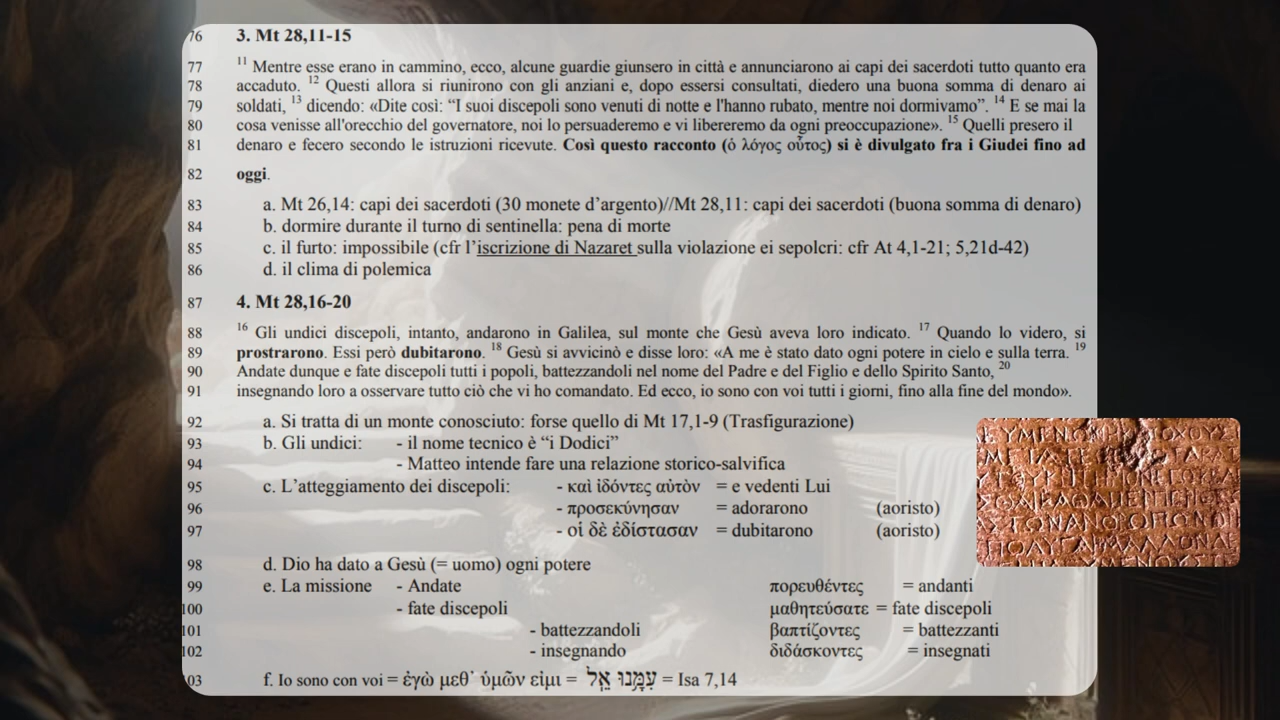 76 3. Mt 28,11-15
77 11 Mentre esse erano in cammino, ecco, alcune guardie giunsero in città e annunciarono ai capi dei sacerdoti tutto quanto era
78 accaduto. 12 Questi allora si riunirono con gli anziani e, dopo essersi consultati, diedero una buona somma di denaro ai
79 soldati, 13 dicendo: «Dite così: “I suoi discepoli sono venuti di notte e l'hanno rubato, mentre noi dormivamo”. 14 E se mai la
80 cosa venisse all'orecchio del governatore, noi lo persuaderemo e vi libereremo da ogni preoccupazione». 15 Quelli presero il
81 denaro e fecero secondo le istruzioni ricevute. Così questo racconto (ὁ λόγος οὗτος) si è divulgato fra i Giudei fino ad
82 oggi.
83 a. Mt 26,14: capi dei sacerdoti (30 monete d’argento)//Mt 28,11: capi dei sacerdoti (buona somma di denaro)
84 b. dormire durante il turno di sentinella: pena di morte
85 c. il furto: impossibile (cfr l’iscrizione di Nazaret sulla violazione ei sepolcri: cfr At 4,1-21; 5,21d-42)
86 d. il clima di polemica
87 4. Mt 28,16-20
88 16 Gli undici discepoli, intanto, andarono in Galilea, sul monte che Gesù aveva loro indicato. 17 Quando lo videro, si
89 prostrarono. Essi però dubitarono. 18 Gesù si avvicinò e disse loro: «A me è stato dato ogni potere in cielo e sulla terra. 19
90 Andate dunque e fate discepoli tutti i popoli, battezzandoli nel nome del Padre e del Figlio e dello Spirito Santo, 20
91 insegnando loro a osservare tutto ciò che vi ho comandato. Ed ecco, io sono con voi tutti i giorni, fino alla fine del mondo».
92 a. Si tratta di un monte conosciuto: forse quello di Mt 17,1-9 (Trasfigurazione)
93 b. Gli undici: - il nome tecnico è “i Dodici”
94 - Matteo intende fare una relazione storico-salvifica
95 c. L’atteggiamento dei discepoli: - καὶ ἰδόντες αὐτὸν = e vedenti Lui
96 - προσεκύνησαν = adorarono (aoristo)
97 - οἱ δὲ ἐδίστασαν = dubitarono (aoristo)
98 d. Dio ha dato a Gesù (= uomo) ogni potere
99 e. La missione - Andate πορευθέντες = andanti
100 - fate discepoli μαθητεύσατε = fate discepoli
101 - battezzandoli βαπτίζοντες = battezzanti
102 - insegnando διδάσκοντες = insegnati
03 f. Io sono con voi = ἐγὼ μεθ᾽ ὑμῶν εἰμι = עִמָּ֥נוּ אֵֽל = Isa 7,14